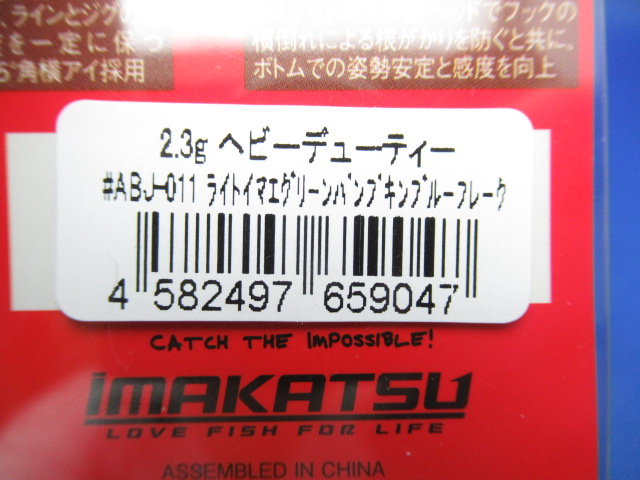 ラインとジグ
を一定に保つ
5°角横アイ採用
ヘッドでフックの
横倒れによる根がかりを防ぐと共に、
ボトムでの姿勢安定と感度を向上
2.3g ヘビーデューティー
#ABJ-011 ライトイマエグリーンパンプキンブルーフレーク
4 582497 659047
CATCH THE IMPOSSIBLE!
IMAKATSU
LOVE FISH FOR LIFE
ASSEMBLED IN CHINA